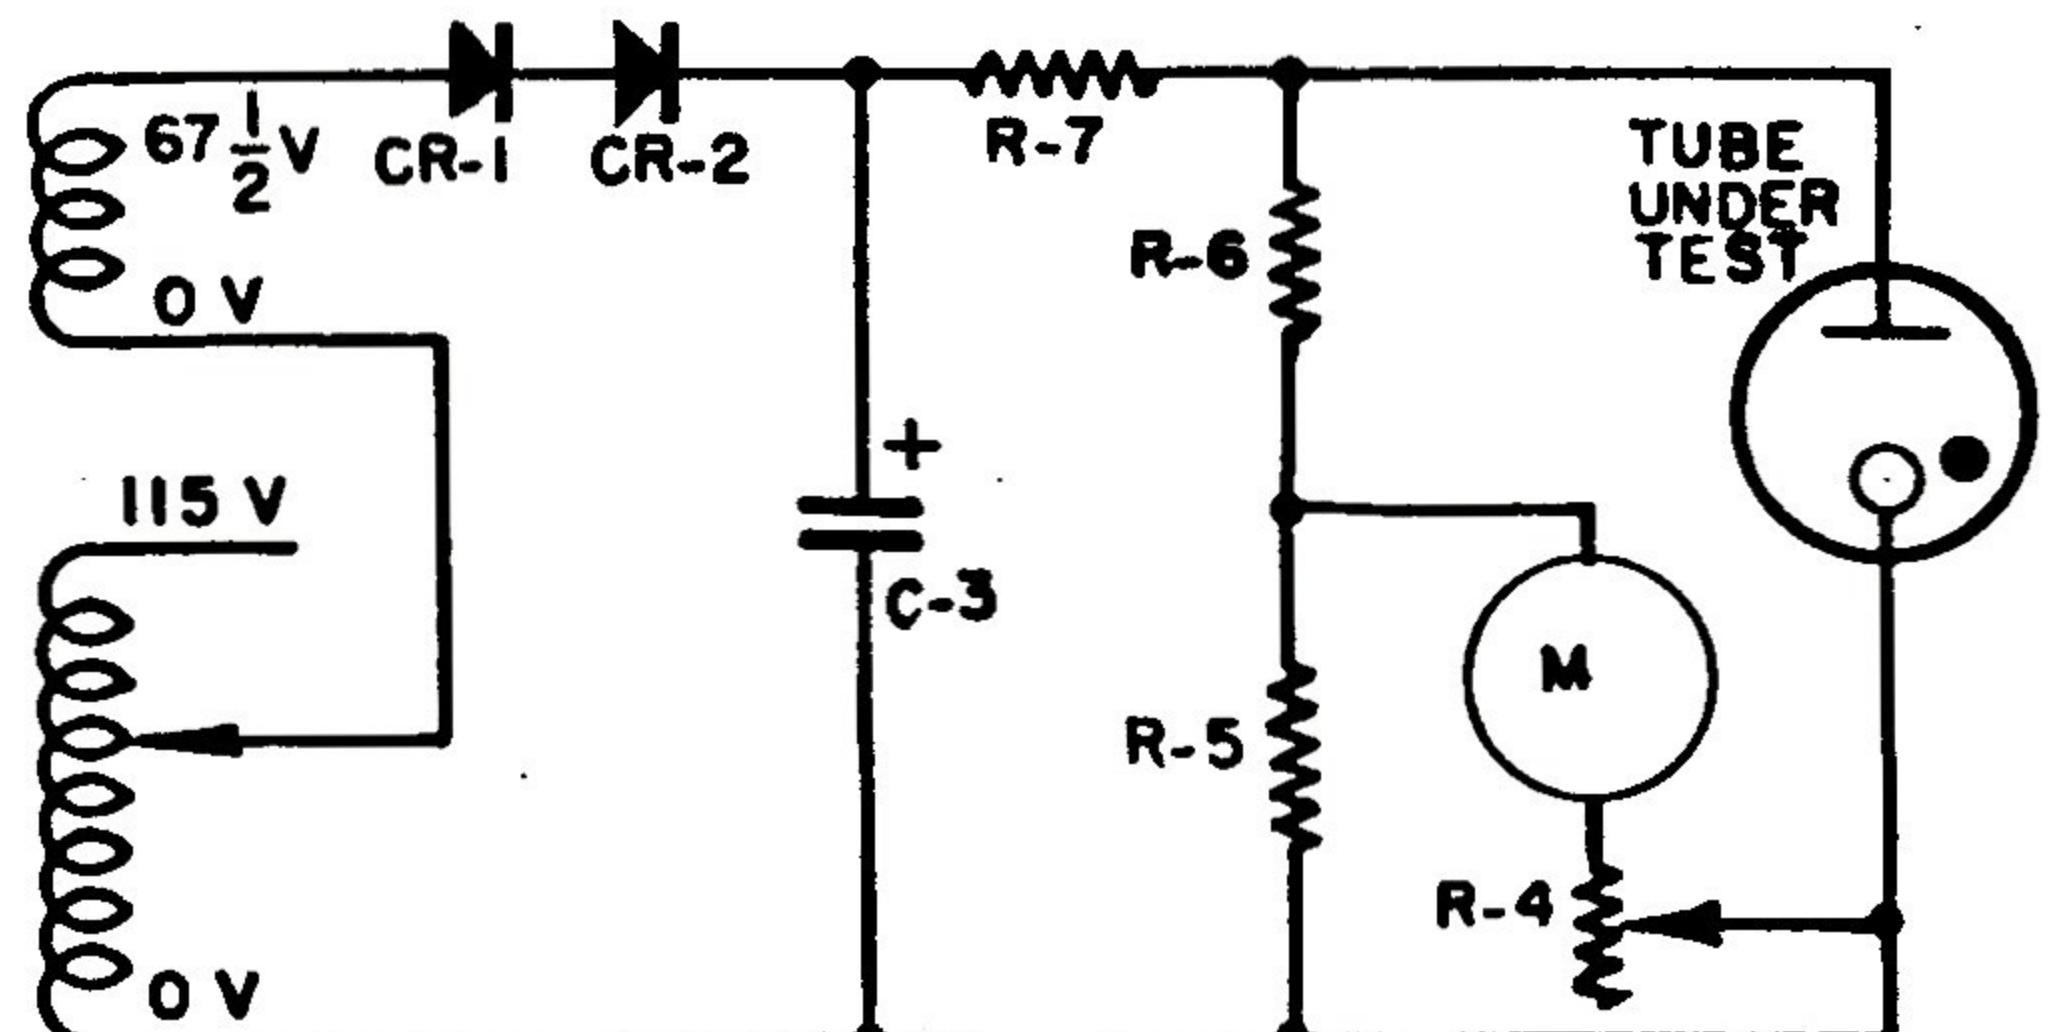 67 1/2 V
CR-1
CR-2
R-7
TUBE
UNDER
TEST
R-6
0 V
+
115 V
C-3
M
R-5
R-4
0 V